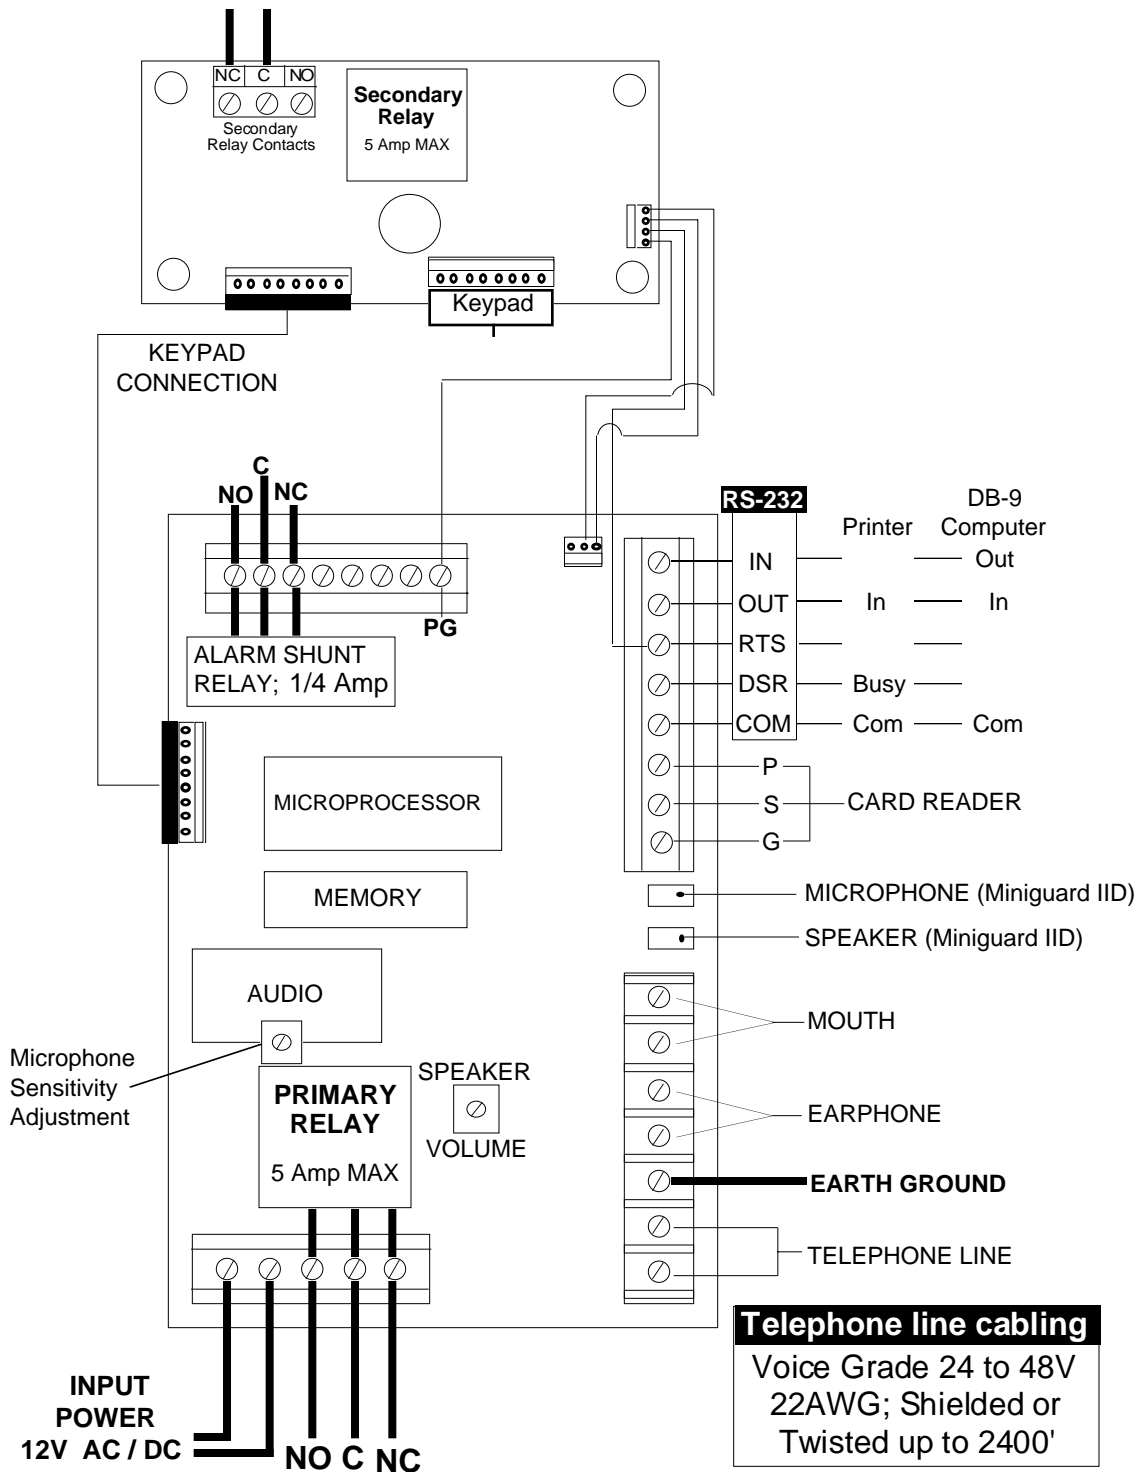 NC C NO
Secondary
Relay Contacts
Secondary
Relay
5 Amp MAX
Keypad
KEYPAD
CONNECTION
NO C NC
PG
ALARM SHUNT
RELAY; 1/4 Amp
RS-232
Printer
DB-9
Computer
IN Out
OUT In In
RTS
DSR Busy
COM Com Com
P
S
G
CARD READER
MICROPROCESSOR
MEMORY
MICROPHONE (Miniguard IID)
SPEAKER (Miniguard IID)
AUDIO
Microphone
Sensitivity
Adjustment
PRIMARY
RELAY
5 Amp MAX
SPEAKER
VOLUME
MOUTH
EARPHONE
EARTH GROUND
TELEPHONE LINE
INPUT
POWER
12V AC / DC
NO C NC
Telephone line cabling
Voice Grade 24 to 48V
22AWG; Shielded or
Twisted up to 2400'